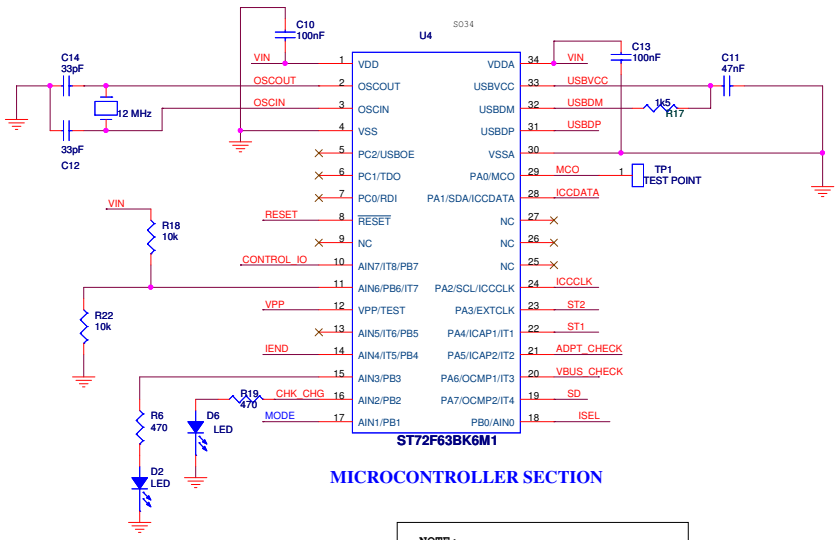 SO34
U4
C10
100nF
VIN
1 VDD
C14
33pF
OSCOUT
2 OSCOUT
OSCIN
3 OSCIN
12 MHz
4 VSS
33pF
C12
5 PC2/USBOE
6 PC1/TDO
7 PC0/RDI
VIN
R18
10k
RESET
8 RESET
9 NC
CONTROL_IO
10 AIN7/IT8/PB7
11 AIN6/PB6/IT7
R22
10k
VPP
12 VPP/TEST
13 AIN5/IT6/PB5
IEND
14 AIN4/IT5/PB4
15 AIN3/PB3
R19
470
CHK_CHG
16 AIN2/PB2
MODE
17 AIN1/PB1
R6
470
D6
LED
D2
LED
VDDA 34
VIN
C13
100nF
C11
47nF
USBVCC 33
USBVCC
USBDM 32
USBDM
1k5
R17
USBDP 31
USBDP
VSSA 30
PA0/MCO 29
MCO
1
TP1
TEST POINT
PA1/SDA/ICCDATA 28
ICCDATA
NC 27
NC 26
NC 25
PA2/SCL/ICCCLK 24
ICCCLK
PA3/EXTCLK 23
ST2
PA4/ICAP1/IT1 22
ST1
PA5/ICAP2/IT2 21
ADPT_CHECK
PA6/OCMP1/IT3 20
VBUS_CHECK
PA7/OCMP2/IT4 19
SD
PB0/AIN0 18
ISEL
ST72F63BK6M1
MICROCONTROLLER SECTION
NOTE: